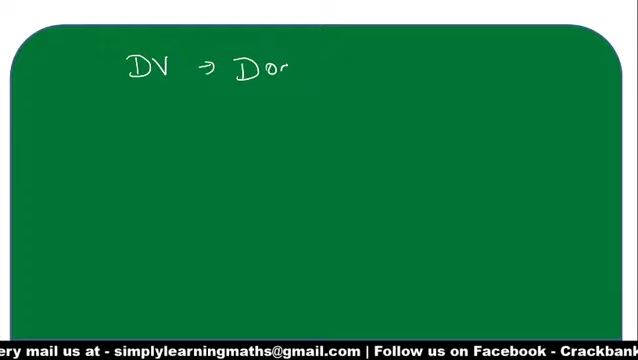 DV → Dor
ery mail us at - simplylearningmaths@gmail.com | Follow us on Facebook - Crackbank